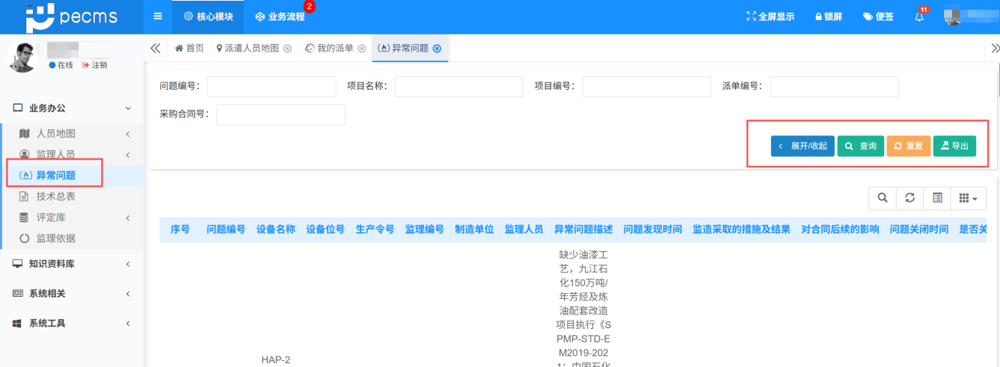 pecms
核心模块
业务流程
2
全屏显示
锁屏
便签
11
在线
注销
首页
派遣人员地图
我的派单
异常问题
业务办公
人员地图
监理人员
异常问题
技术总表
评定库
监理依据
知识资料库
系统相关
系统工具
问题编号:
项目名称:
项目编号:
派单编号:
采购合同号:
展开/收起
查询
重置
导出
序号 问题编号 设备名称 设备位号 生产令号 监理编号 制造单位 监理人员 异常问题描述 问题发现时间 监造采取的措施及结果 对合同后续的影响 问题关闭时间 是否关
缺少油漆工
艺，九江石
化150万吨/
年芳烃及炼
油配套改造
项目执行《S
PMP-STD-E
M2019-202
1：中国石化
HAP-2